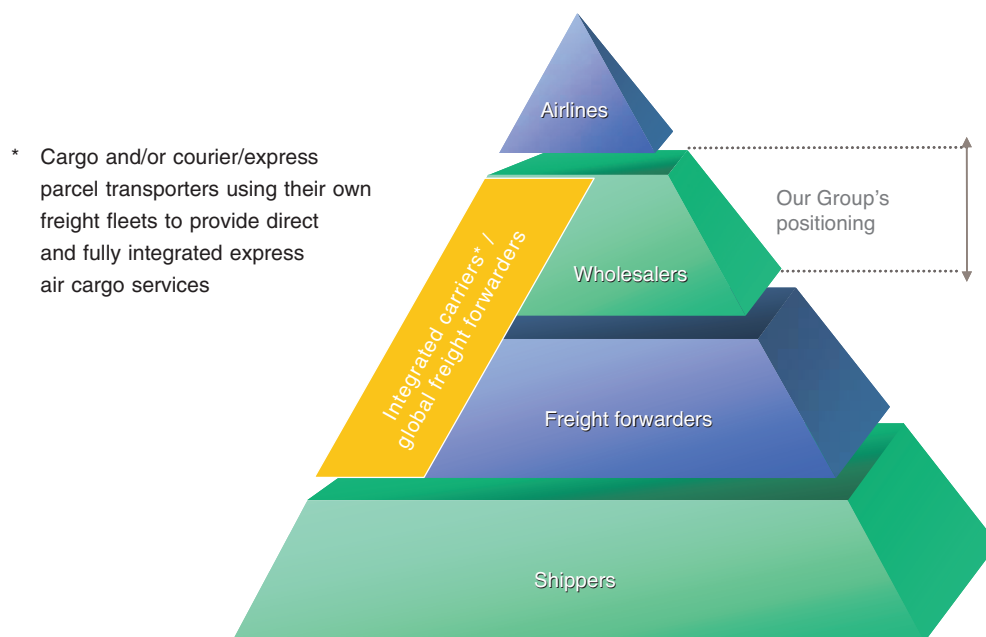 Airlines
* Cargo and/or courier/express
parcel transporters using their own
freight fleets to provide direct
and fully integrated express
air cargo services
Our Group's
positioning
Wholesalers
Integrated carriers* /
global freight forwarders
Freight forwarders
Shippers